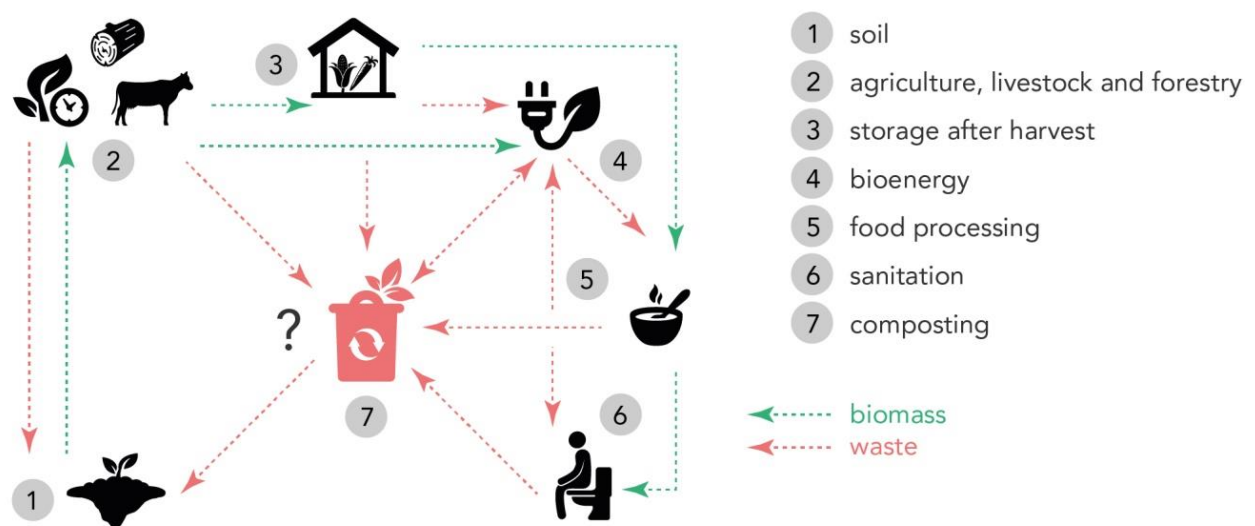 3
2
4
5
?
7
6
1
1 soil
2 agriculture, livestock and forestry
3 storage after harvest
4 bioenergy
5 food processing
6 sanitation
7 composting
biomass
waste